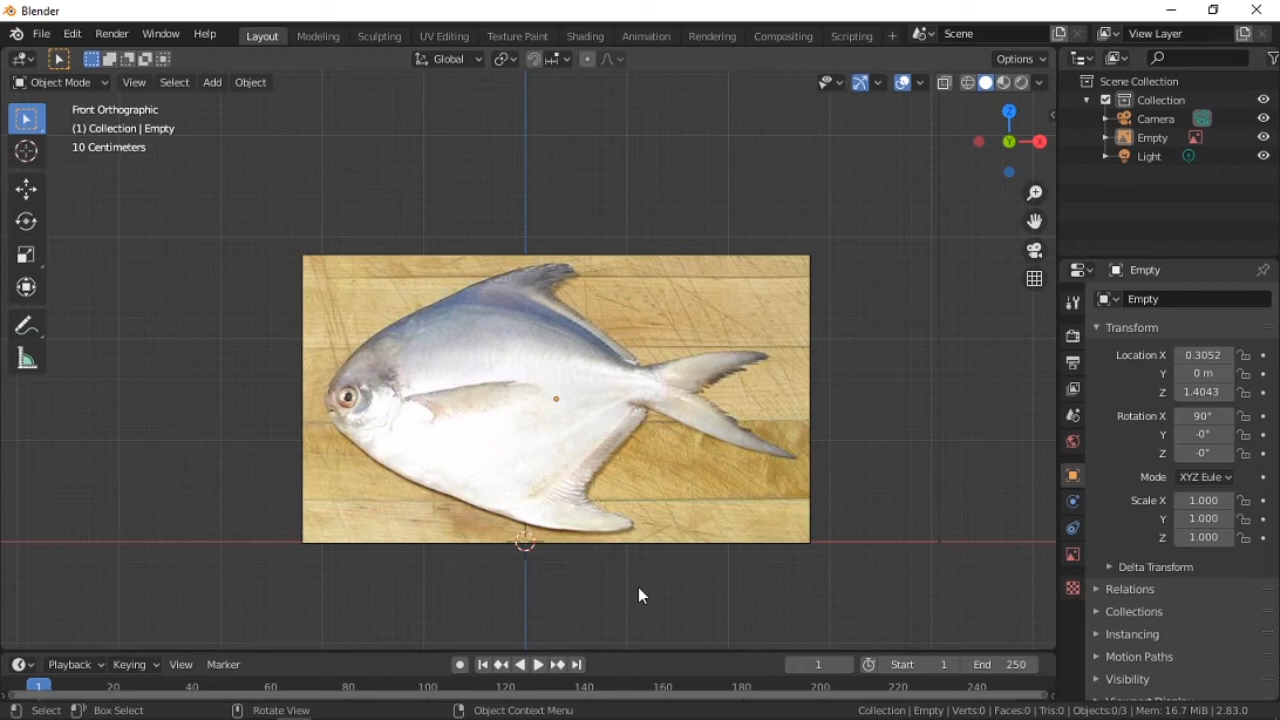 Blender
File Edit Render Window Help Layout Modeling Sculpting UV Editing Texture Paint Shading Animation Rendering Compositing Scripting + Scene View Layer
Global Options
Object Mode View Select Add Object
Front Orthographic
(1) Collection | Empty
10 Centimeters
Z
Y
X
Scene Collection
Collection
Camera
Empty
Light
Empty
Empty
Transform
Location X 0.3052
Y 0 m
Z 1.4043
Rotation X 90°
Y -0°
Z -0°
Mode XYZ Eule
Scale X 1.000
Y 1.000
Z 1.000
Delta Transform
Relations
Collections
Instancing
Motion Paths
Visibility
Playback Keying View Marker 1 Start 1 End 250
1 20 40 60 80 100 120 140 160 180 200 220 240
Select Box Select Rotate View Object Context Menu Collection | Empty | Verts:0 | Faces:0 | Tris:0 | Objects:0/3 | Mem: 16.7 MiB | 2.83.0